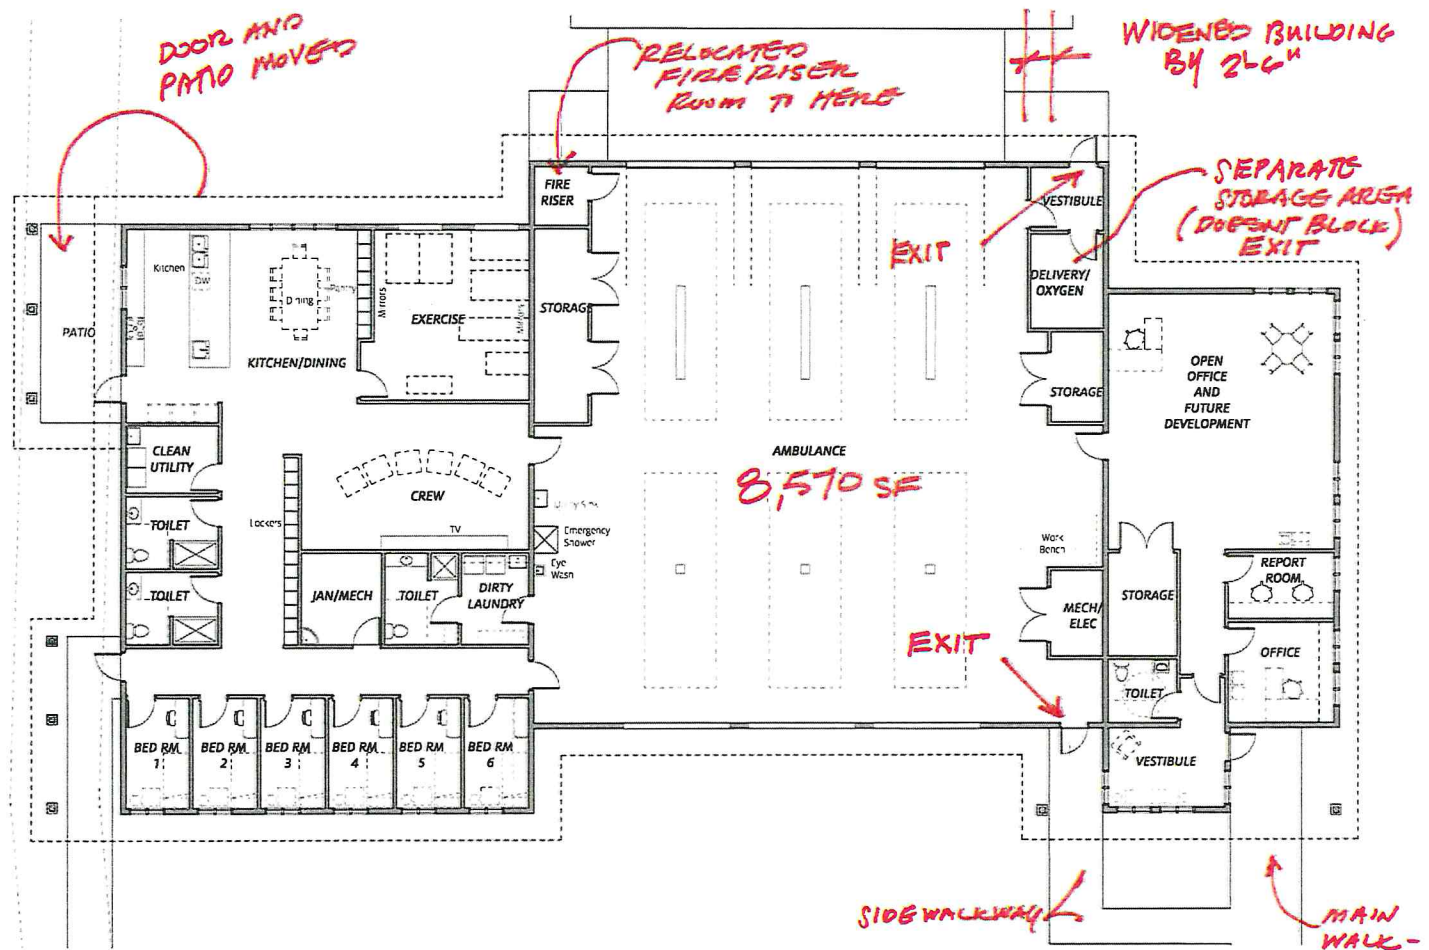 DOOR AND
PATIO MOVED
RELOCATED
FIRE RISER
ROOM TO HERE
WIDENED BUILDING
BY 2'-6"
SEPARATE
STORAGE AREA
(DOESNT BLOCK)
EXIT
FIRE
RISER
VESTIBULE
EXIT
DELIVERY/
OXYGEN
Kitchen
DW
Dining
Pantry
Mirrors
EXERCISE
Mirrors
STORAGE
PATIO
KITCHEN/DINING
STORAGE
OPEN
OFFICE
AND
FUTURE
DEVELOPMENT
CLEAN
UTILITY
CREW
AMBULANCE
8,570 SF
TOILET
Lockers
TV
Utility Sink
Emergency
Shower
Eye
Wash
Work
Bench
REPORT
ROOM
TOILET
JAN/MECH
TOILET
DIRTY
LAUNDRY
MECH/
ELEC
STORAGE
EXIT
OFFICE
TOILET
BED RM
1
BED RM
2
BED RM
3
BED RM
4
BED RM
5
BED RM
6
VESTIBULE
SIDEWALKWAY
MAIN
WALK-